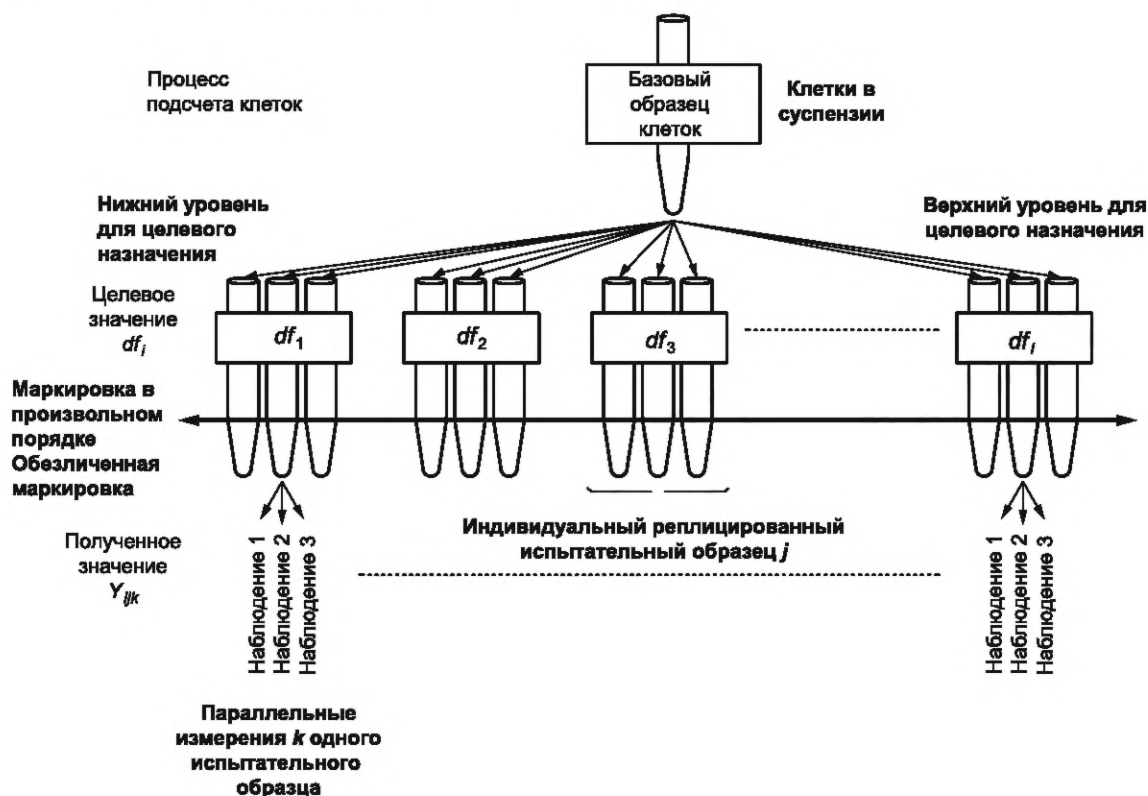 Процесс
подсчета клеток
Базовый
образец
клеток
Клетки в
суспензии
Нижний уровень
для целевого
назначения
Верхний уровень для
целевого назначения
Целевое
значение
df_i
df_1
df_2
df_3
df_I
Маркировка в
произвольном
порядке
Обезличенная
маркировка
Полученное
значение
Y_ijk
Наблюдение 1
Наблюдение 2
Наблюдение 3
Индивидуальный реплицированный
испытательный образец j
Наблюдение 1
Наблюдение 2
Наблюдение 3
Параллельные
измерения k одного
испытательного
образца